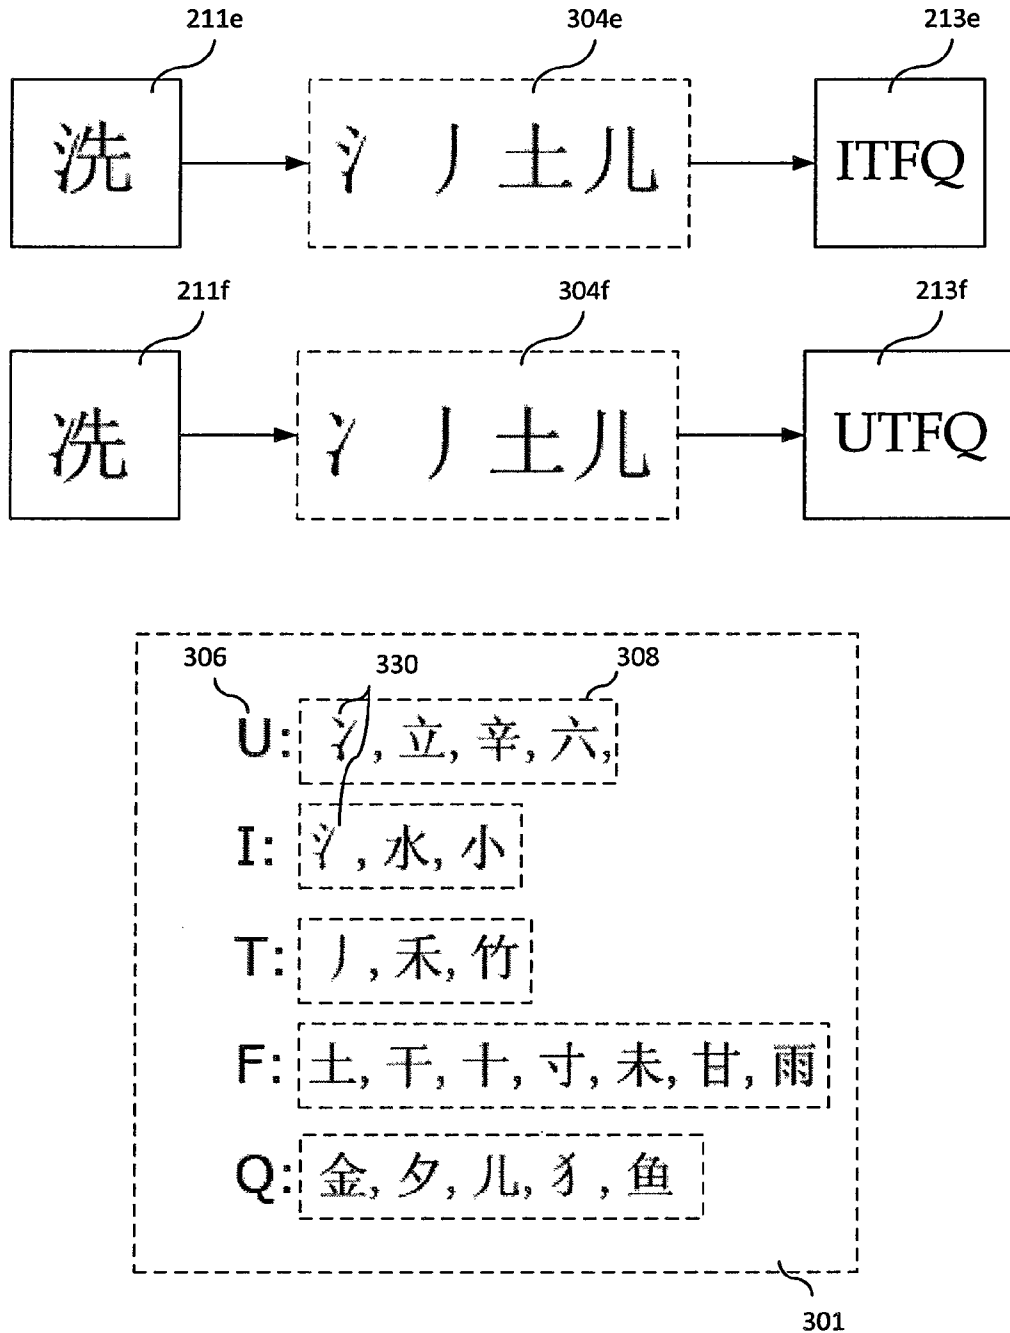 211e 304e 213e
洗 氵 丿 土 儿 ITFQ
211f 304f 213f
冼 冫 丿 土 儿 UTFQ
306 330 308
U: 冫, 立, 辛, 六,
I: 氵, 水, 小
T: 丿, 禾, 竹
F: 土, 干, 十, 寸, 未, 甘, 雨
Q: 金, 夕, 儿, 犭, 鱼
301